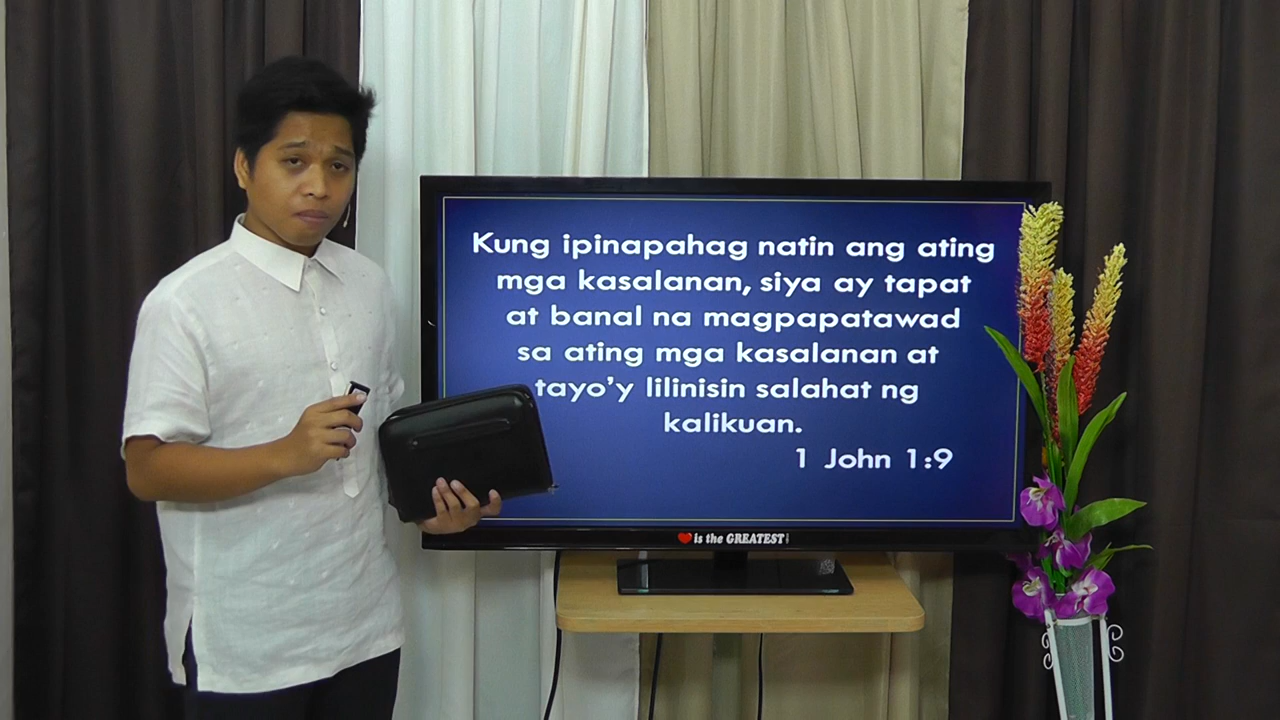 Kung ipinapahag natin ang ating
mga kasalanan, siya ay tapat
at banal na magpapatawad
sa ating mga kasalanan at
tayo'y lilinisin salahat ng
kalikuan.
1 John 1:9
is the GREATEST!